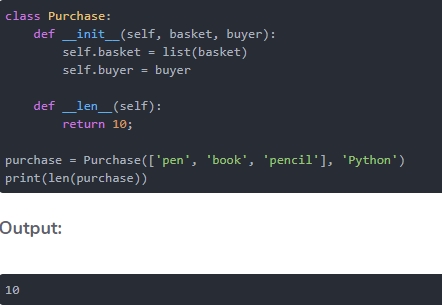 class Purchase:
    def __init__(self, basket, buyer):
        self.basket = list(basket)
        self.buyer = buyer

    def __len__(self):
        return 10;

purchase = Purchase(['pen', 'book', 'pencil'], 'Python')
print(len(purchase))
Output:
10